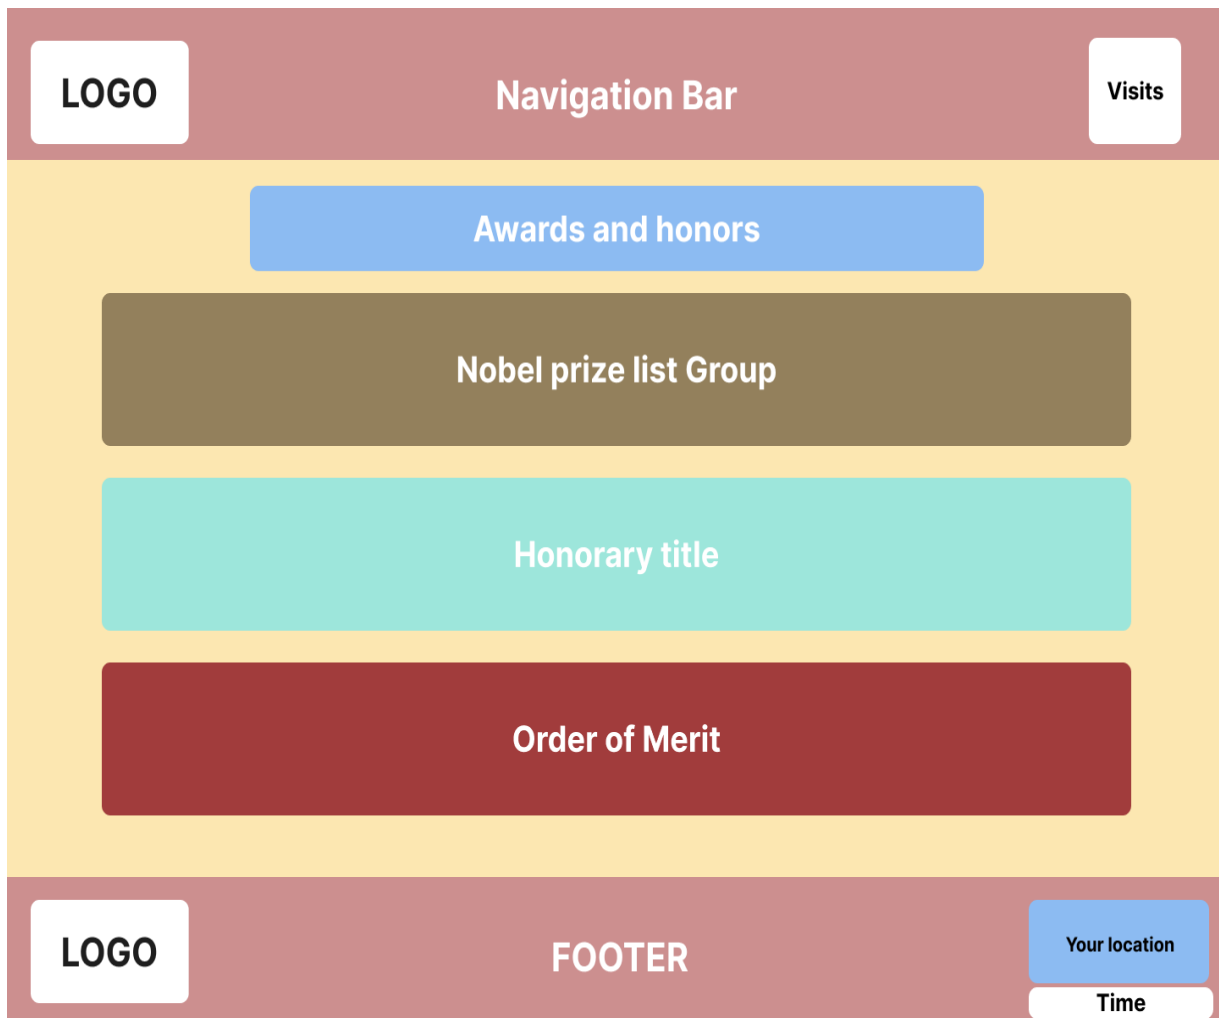 LOGO
Navigation Bar
Visits
Awards and honors
Nobel prize list Group
Honorary title
Order of Merit
LOGO
FOOTER
Your location
Time